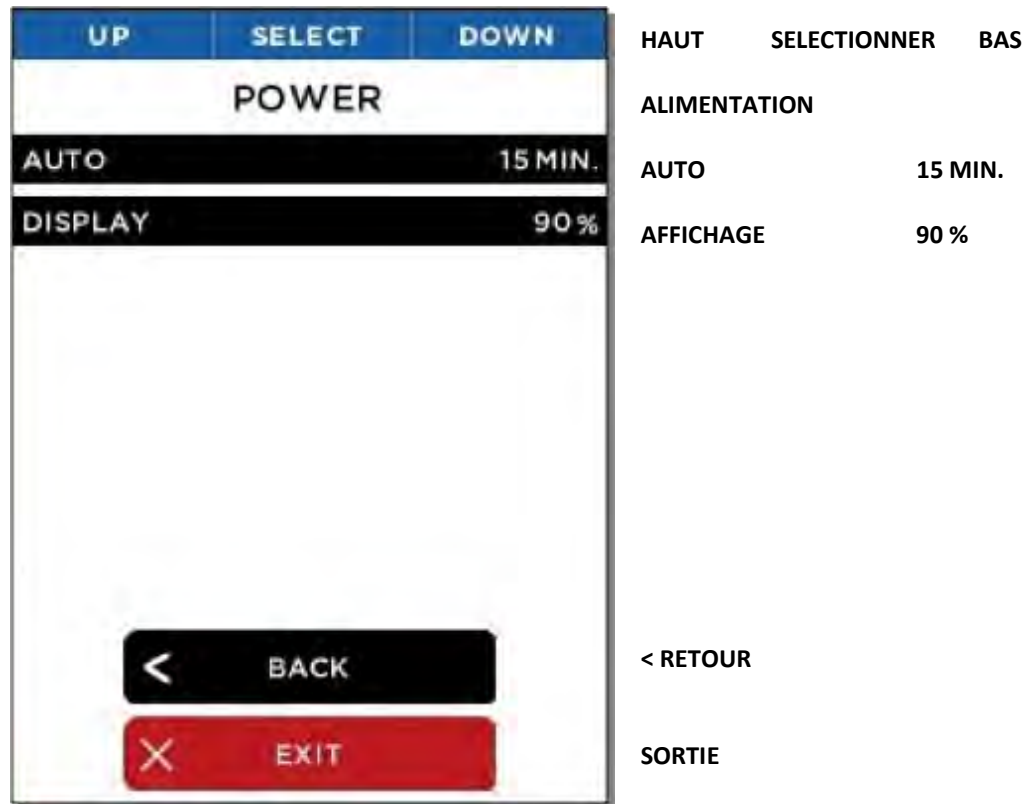 UP SELECT DOWN
POWER
AUTO 15 MIN.
DISPLAY 90%
< BACK
X EXIT
HAUT SELECTIONNER BAS
ALIMENTATION
AUTO 15 MIN.
AFFICHAGE 90 %
< RETOUR
SORTIE